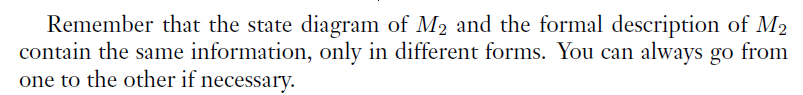 Remember that the state diagram of M₂ and the formal description of M₂
contain the same information, only in different forms. You can always go from
one to the other if necessary.